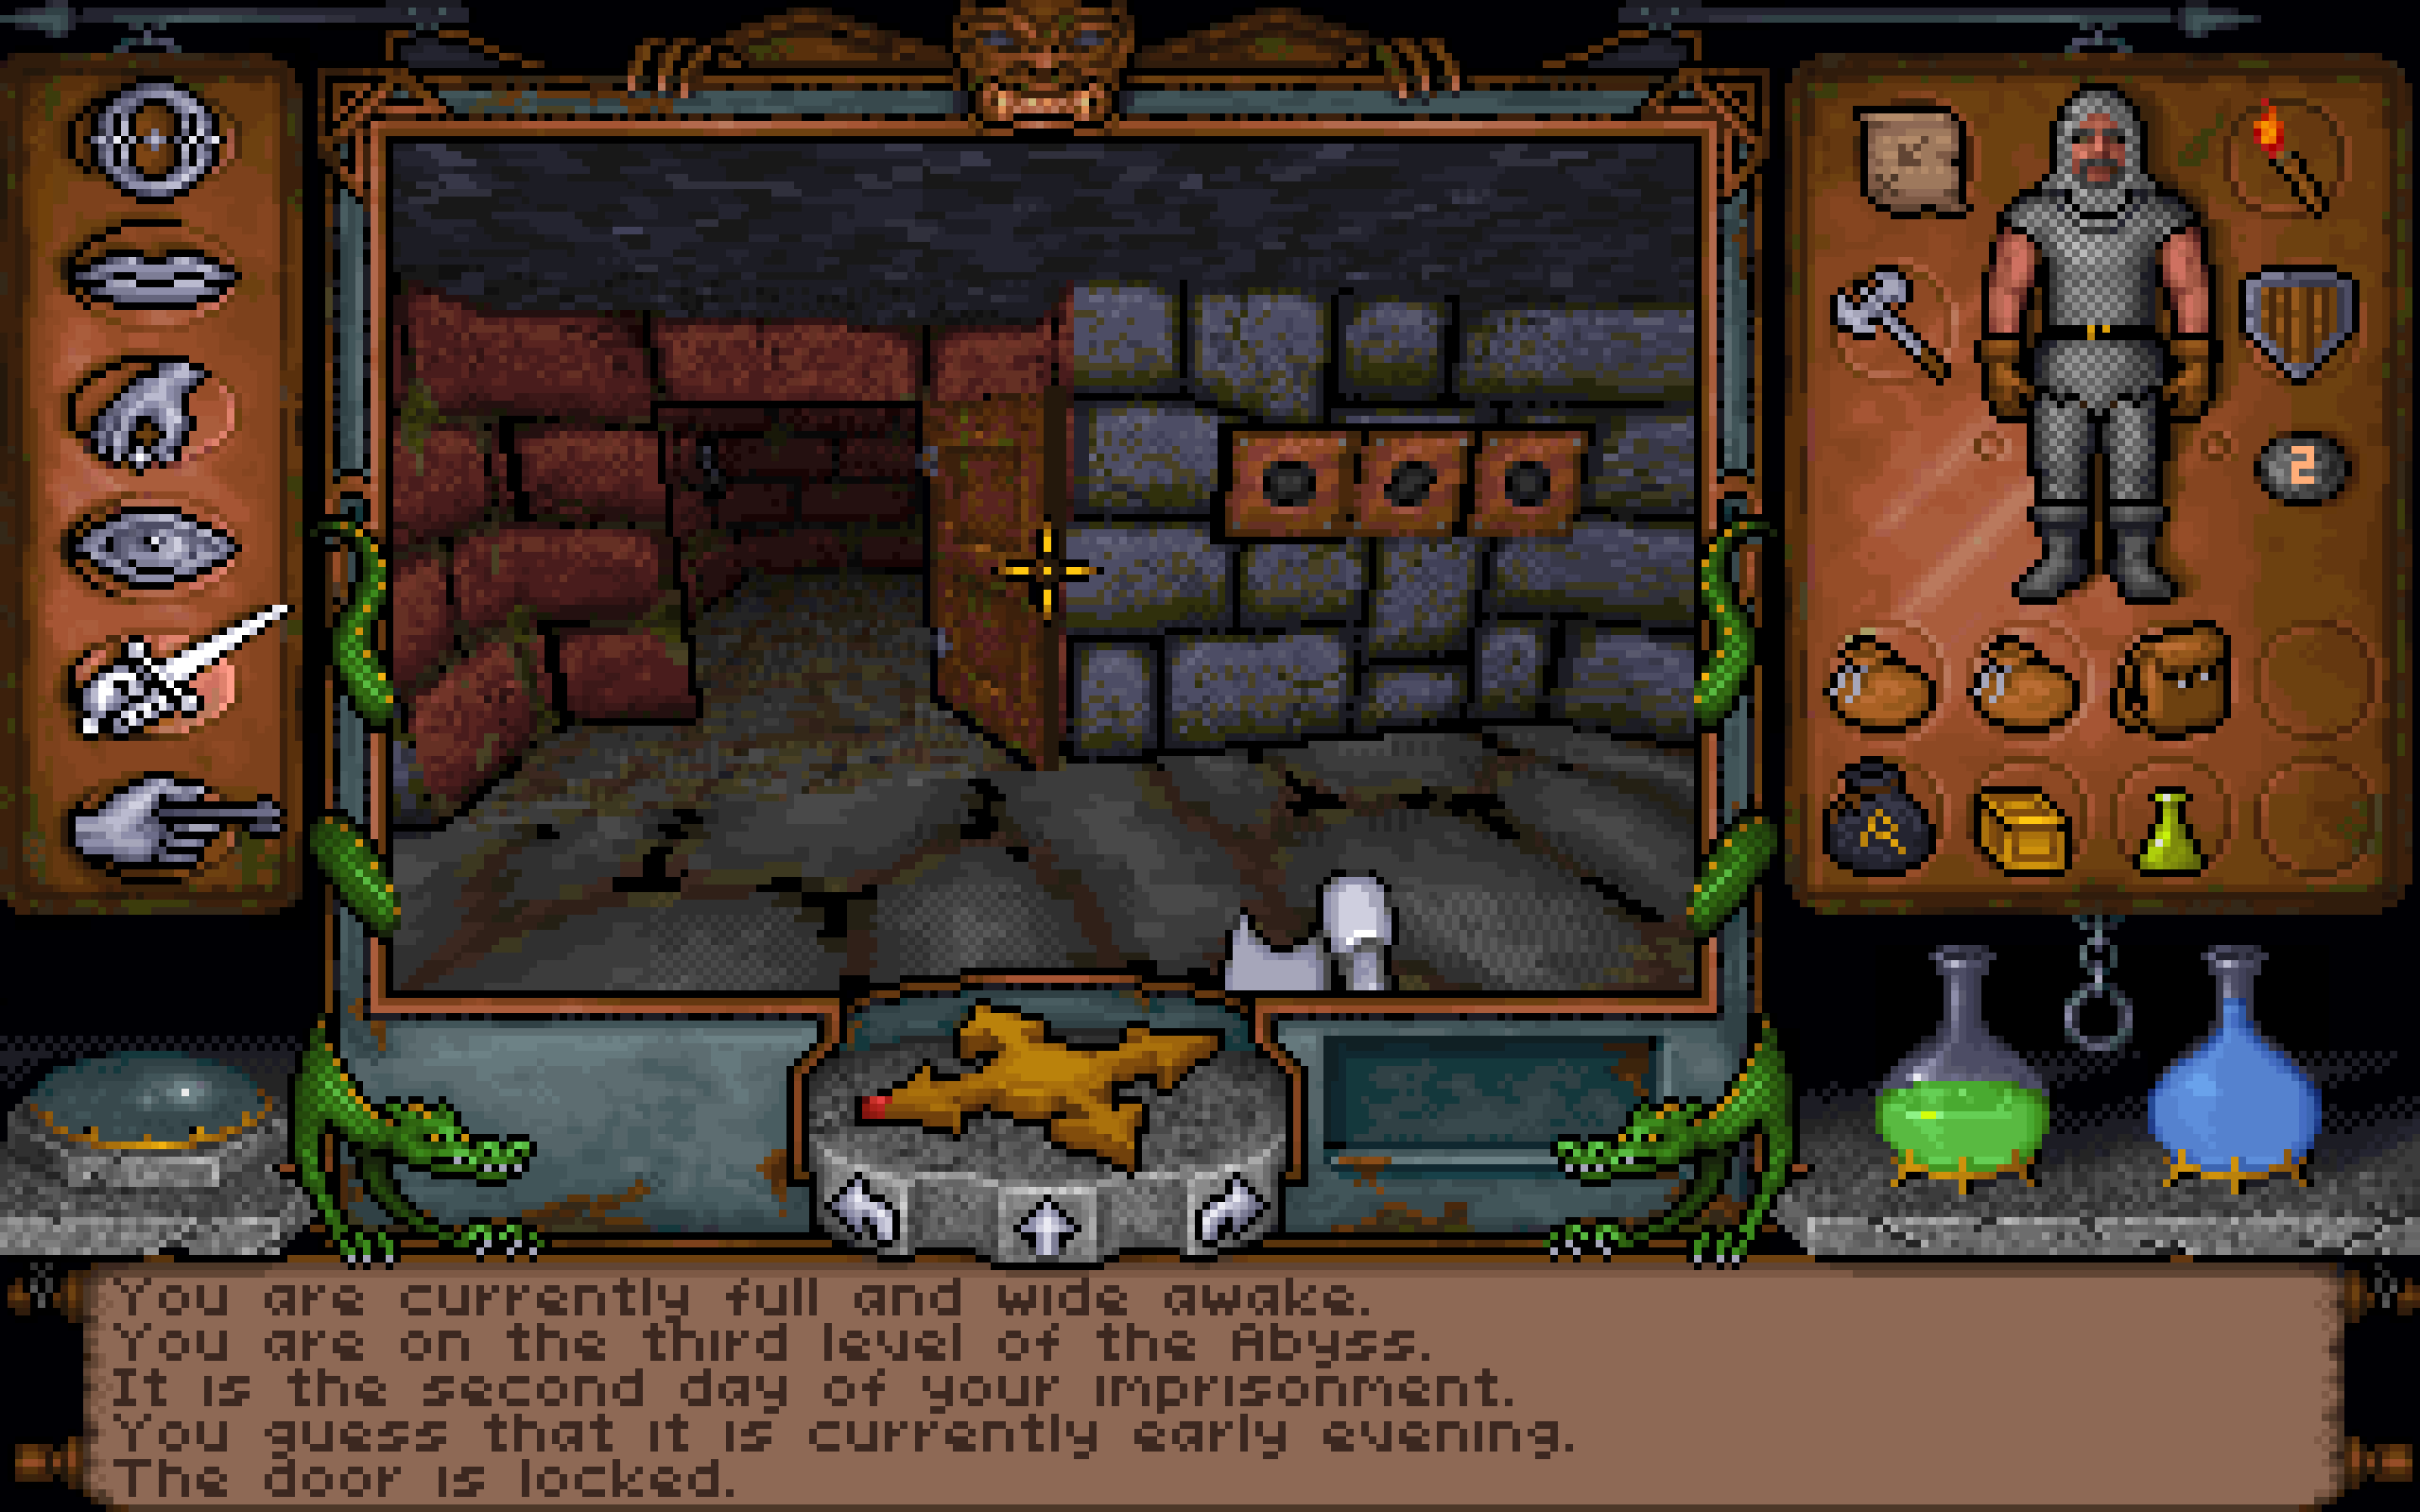 2
You are currently full and wide awake.
You are on the third level of the Abyss.
It is the second day of your imprisonment.
You guess that it is currently early evening.
The door is locked.